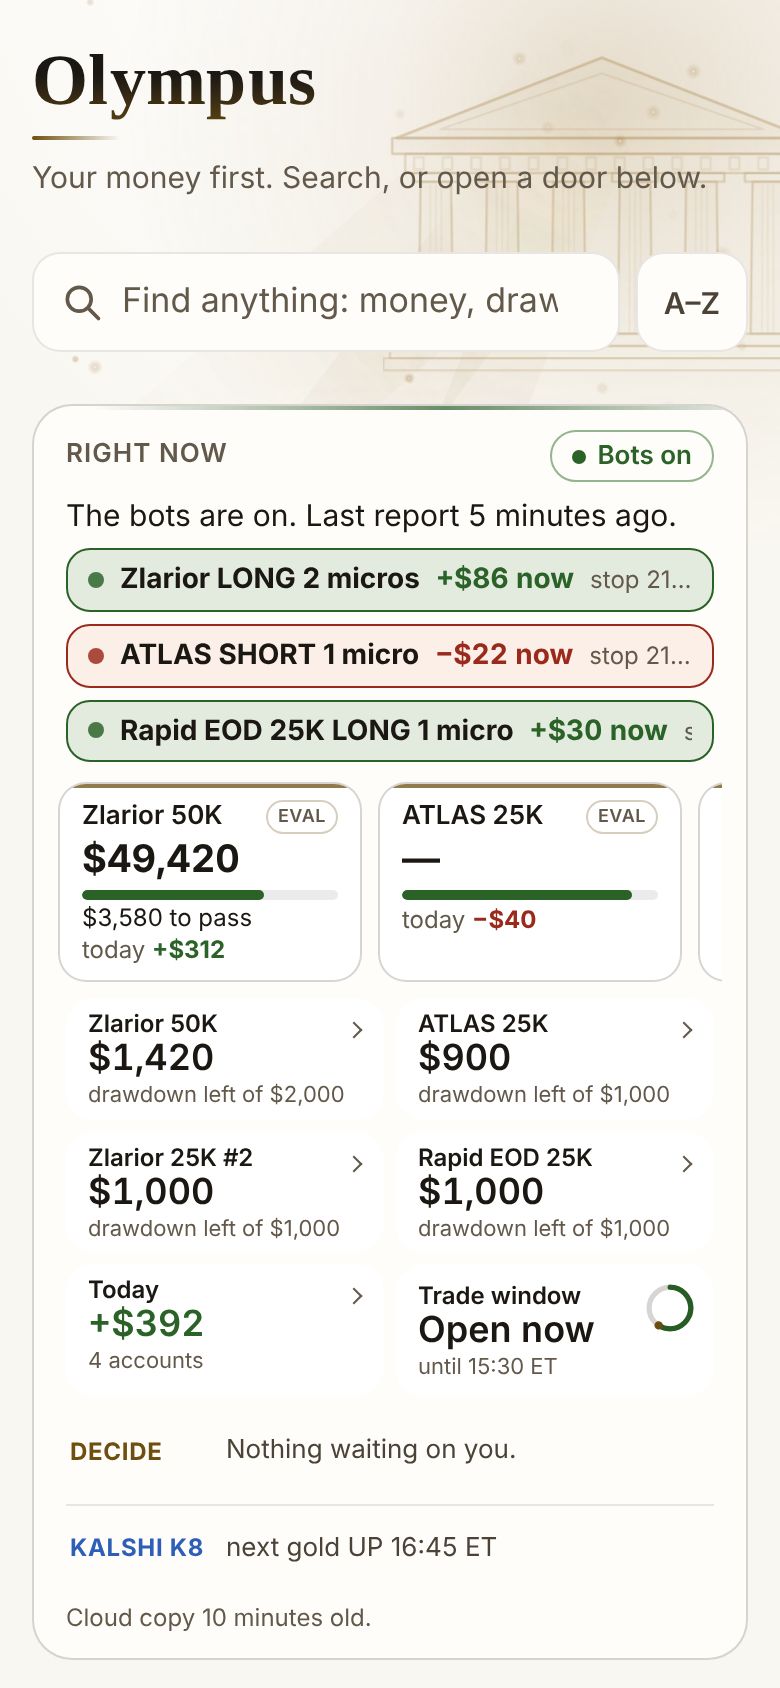 Olympus
Your money first. Search, or open a door below.
Find anything: money, draw
A–Z
RIGHT NOW
Bots on
The bots are on. Last report 5 minutes ago.
Zlarior LONG 2 micros +$86 now stop 21...
ATLAS SHORT 1 micro −$22 now stop 21...
Rapid EOD 25K LONG 1 micro +$30 now s
Zlarior 50K EVAL
$49,420
$3,580 to pass
today +$312
ATLAS 25K EVAL
—
today −$40
Zlarior 50K
$1,420
drawdown left of $2,000
ATLAS 25K
$900
drawdown left of $1,000
Zlarior 25K #2
$1,000
drawdown left of $1,000
Rapid EOD 25K
$1,000
drawdown left of $1,000
Today
+$392
4 accounts
Trade window
Open now
until 15:30 ET
DECIDE Nothing waiting on you.
KALSHI K8 next gold UP 16:45 ET
Cloud copy 10 minutes old.